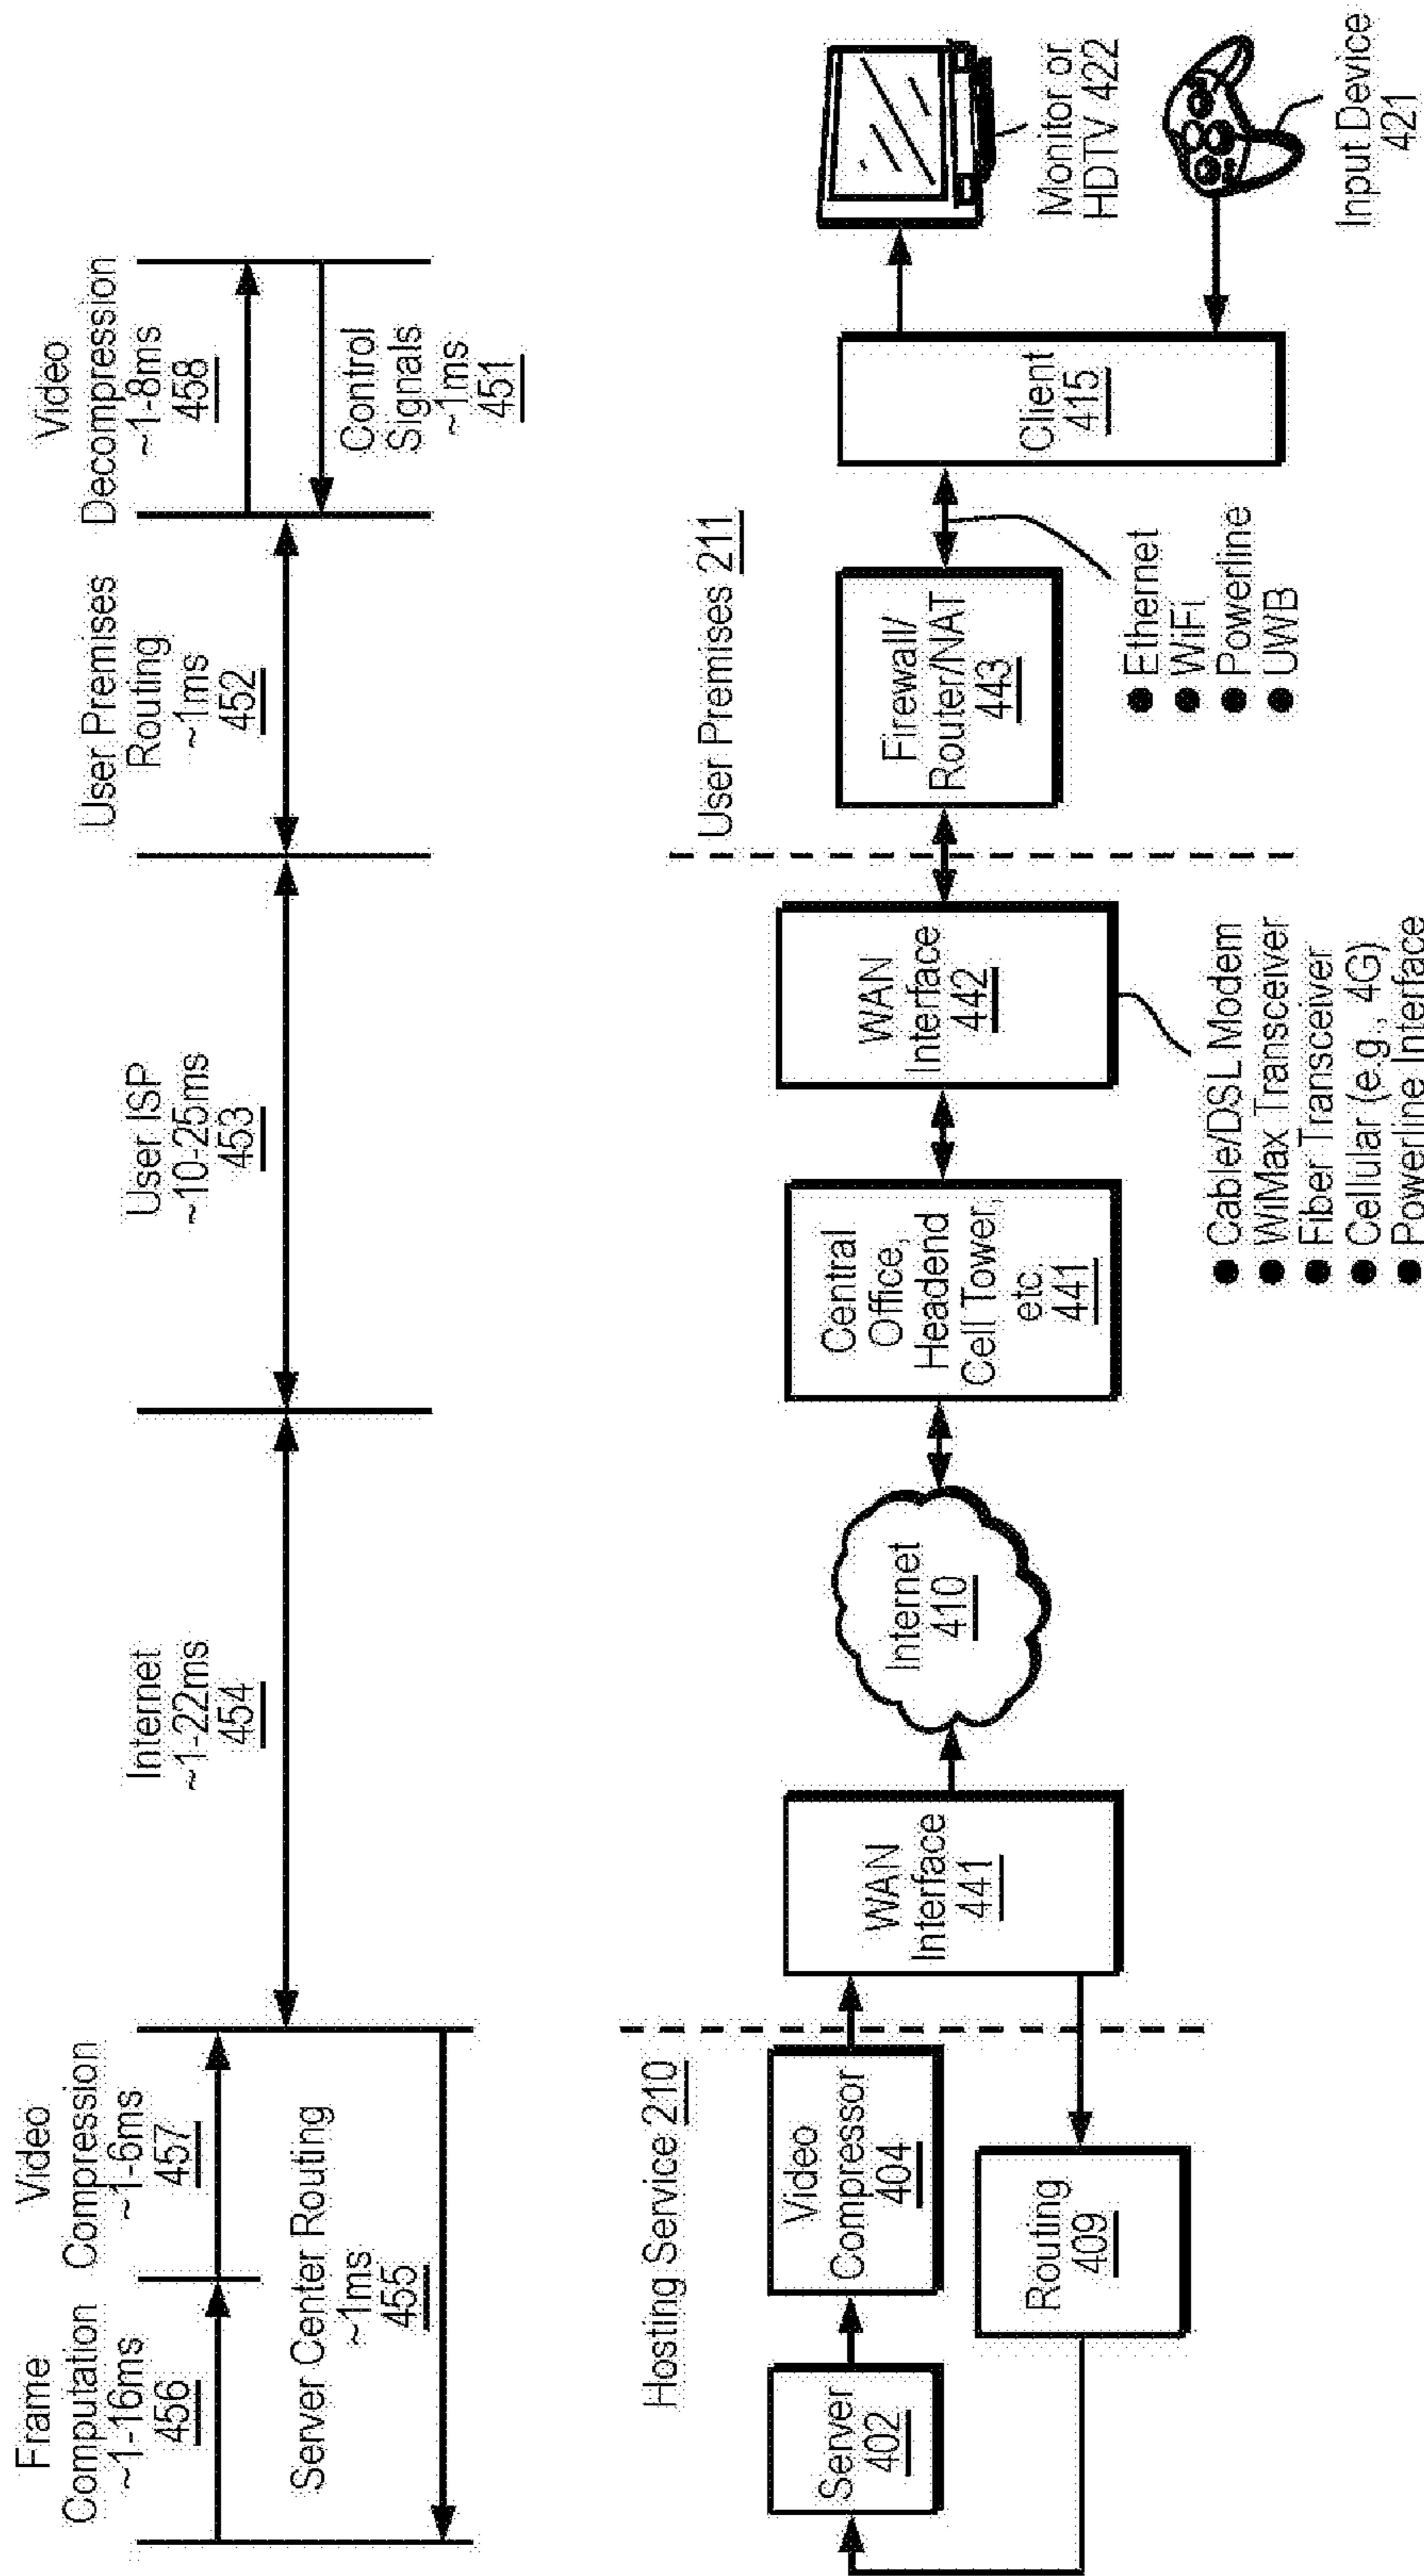 Frame
Computation
~1-16ms
456
Video
Compression
~1-6ms
457
Server Center Routing
~1ms
455
Internet
~1-22ms
454
User ISP
~10-25ms
453
User Premises
Routing
~1ms
452
Video
Decompression
~1-8ms
458
Control
Signals
~1ms
451
Hosting Service 210
Server
402
Video
Compressor
404
Routing
409
WAN
Interface
441
Internet
410
Central
Office,
Headend
Cell Tower,
etc.
441
WAN
Interface
442
● Cable/DSL Modem
● WiMax Transceiver
● Fiber Transceiver
● Cellular (e.g., 4G)
● Powerline Interface
User Premises 211
Firewall/
Router/NAT
443
● Ethernet
● WiFi
● Powerline
● UWB
Client
415
Monitor or
HDTV 422
Input Device
421